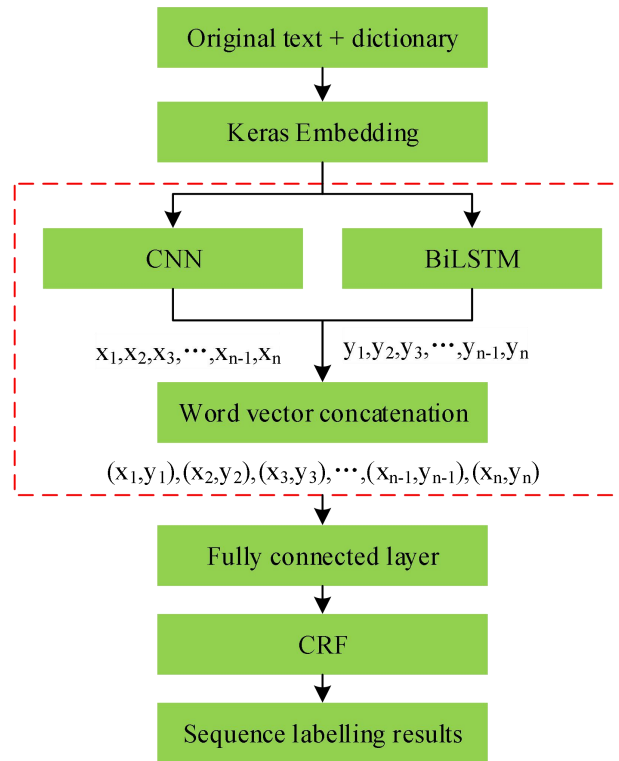 Original text + dictionary
Keras Embedding
CNN
BiLSTM
x₁,x₂,x₃,⋯,xₙ₋₁,xₙ
y₁,y₂,y₃,⋯,yₙ₋₁,yₙ
Word vector concatenation
(x₁,y₁),(x₂,y₂),(x₃,y₃),⋯,(xₙ₋₁,yₙ₋₁),(xₙ,yₙ)
Fully connected layer
CRF
Sequence labelling results